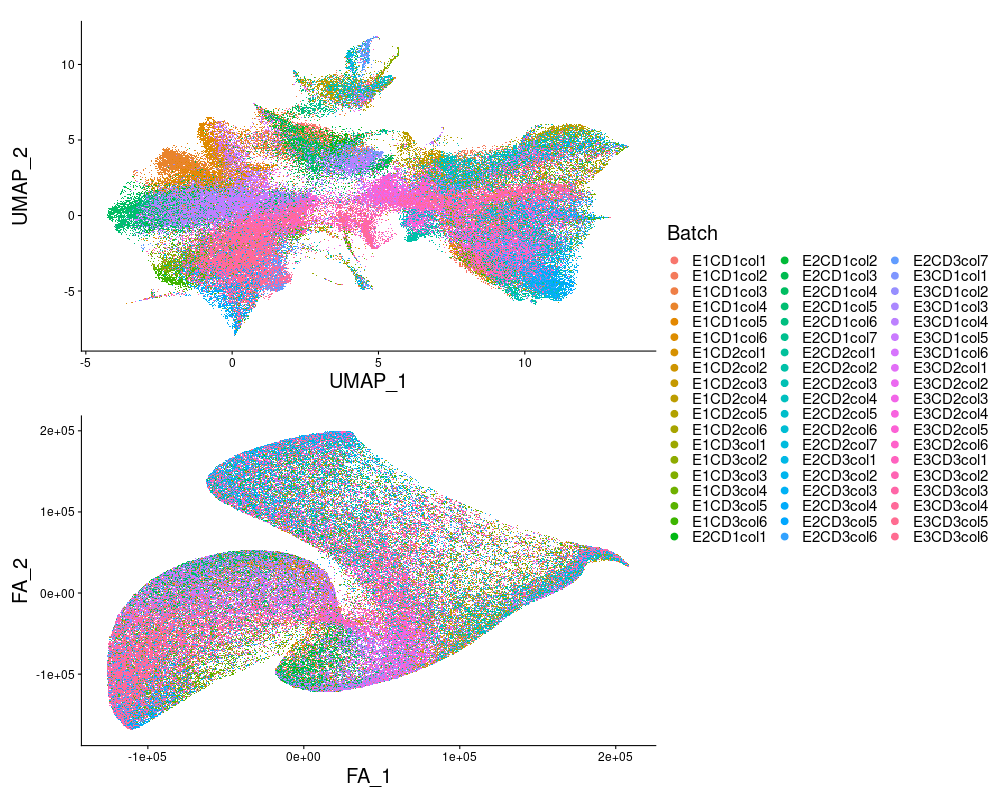 10
5
0
-5
UMAP_2
-5
0
5
10
UMAP_1
2e+05
1e+05
0e+00
-1e+05
FA_2
-1e+05
0e+00
1e+05
2e+05
FA_1
Batch
E1CD1col1
E1CD1col2
E1CD1col3
E1CD1col4
E1CD1col5
E1CD1col6
E1CD2col1
E1CD2col2
E1CD2col3
E1CD2col4
E1CD2col5
E1CD2col6
E1CD3col1
E1CD3col2
E1CD3col3
E1CD3col4
E1CD3col5
E1CD3col6
E2CD1col1
E2CD1col2
E2CD1col3
E2CD1col4
E2CD1col5
E2CD1col6
E2CD1col7
E2CD2col1
E2CD2col2
E2CD2col3
E2CD2col4
E2CD2col5
E2CD2col6
E2CD2col7
E2CD3col1
E2CD3col2
E2CD3col3
E2CD3col4
E2CD3col5
E2CD3col6
E2CD3col7
E3CD1col1
E3CD1col2
E3CD1col3
E3CD1col4
E3CD1col5
E3CD1col6
E3CD2col1
E3CD2col2
E3CD2col3
E3CD2col4
E3CD2col5
E3CD2col6
E3CD3col1
E3CD3col2
E3CD3col3
E3CD3col4
E3CD3col5
E3CD3col6